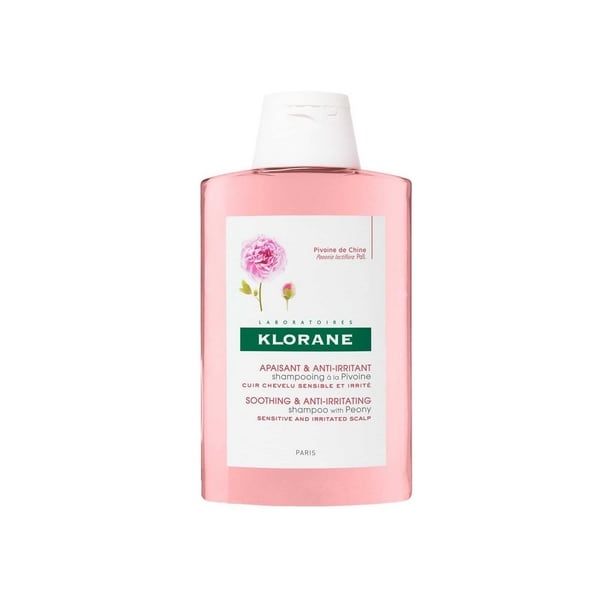 Pivoine de Chine
Paeonia lactiflora Pall.
LABORATOIRES
KLORANE
APAISANT & ANTI-IRRITANT
shampooing à la Pivoine
CUIR CHEVELU SENSIBLE ET IRRITÉ
SOOTHING & ANTI-IRRITATING
shampoo with Peony
SENSITIVE AND IRRITATED SCALP
PARIS